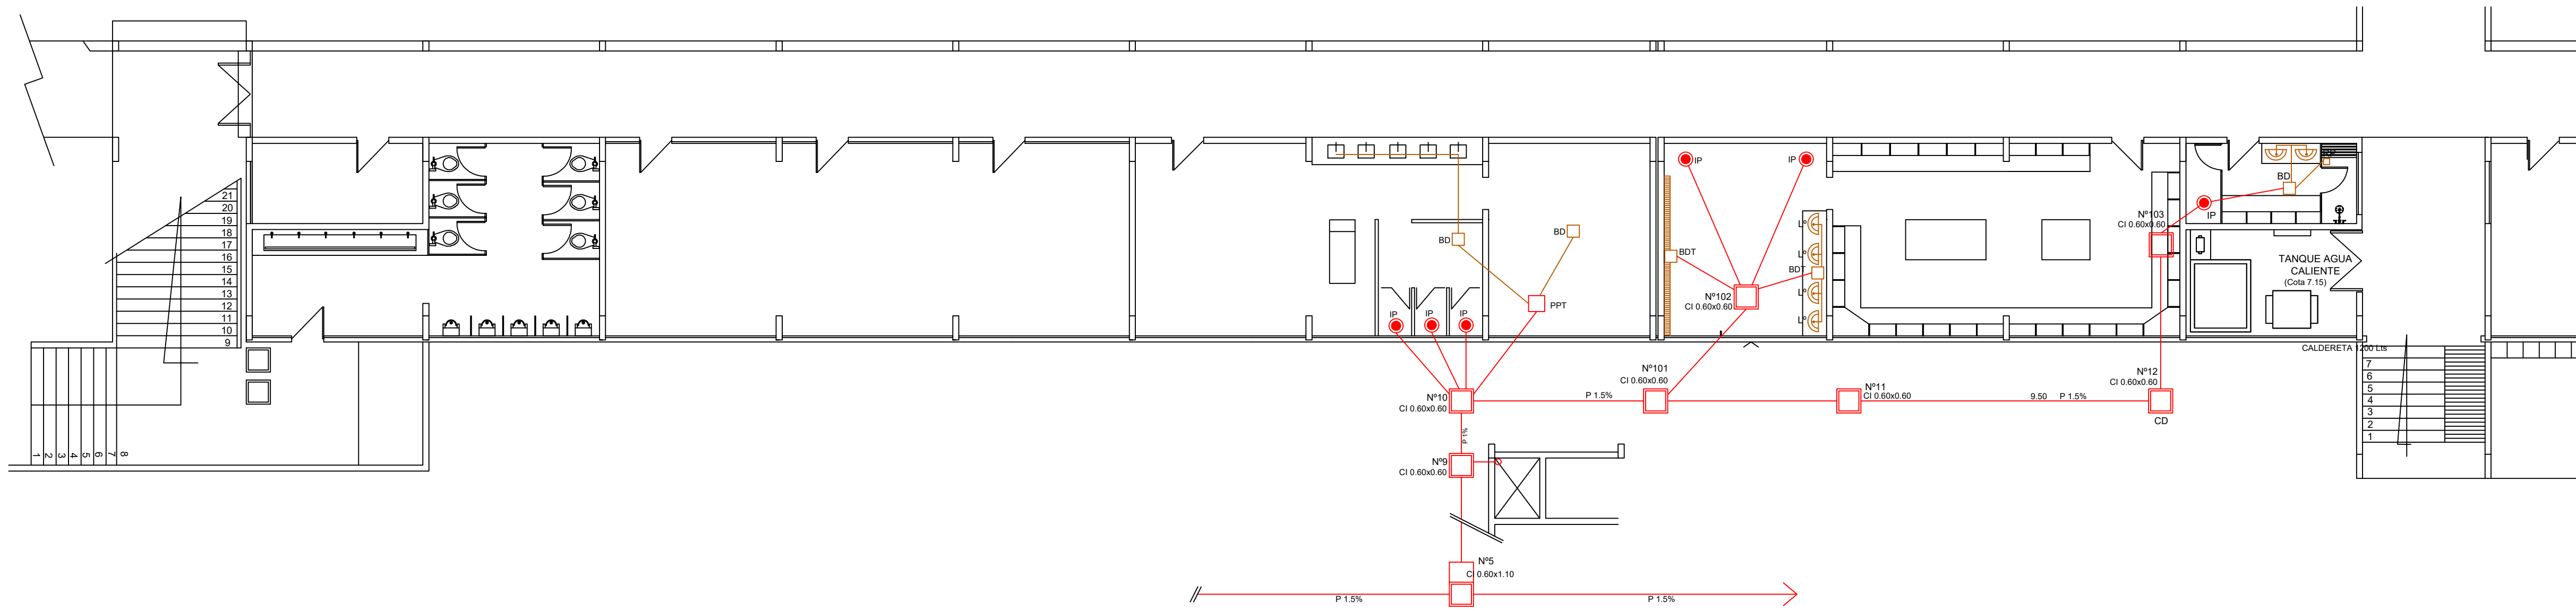 21
20
19
18
17
16
15
14
13
12
11
10
9
1
2
3
4
5
6
7
8
BD
BD
PPT
IP
IP
IP
IP
IP
BDT
BDT
Lº
Lº
Lº
Lº
Nº102
CI 0.60x0.60
Nº103
CI 0.60x0.60
IP
BD
TANQUE AGUA
CALIENTE
(Cota 7.15)
CALDERETA 1200 Lts
Nº10
CI 0.60x0.60
P 1.5%
Nº101
CI 0.60x0.60
Nº11
CI 0.60x0.60
9.50 P 1.5%
Nº12
CI 0.60x0.60
CD
P 1%
Nº9
CI 0.60x0.60
Nº5
CI 0.60x1.10
P 1.5%
P 1.5%
7
6
5
4
3
2
1